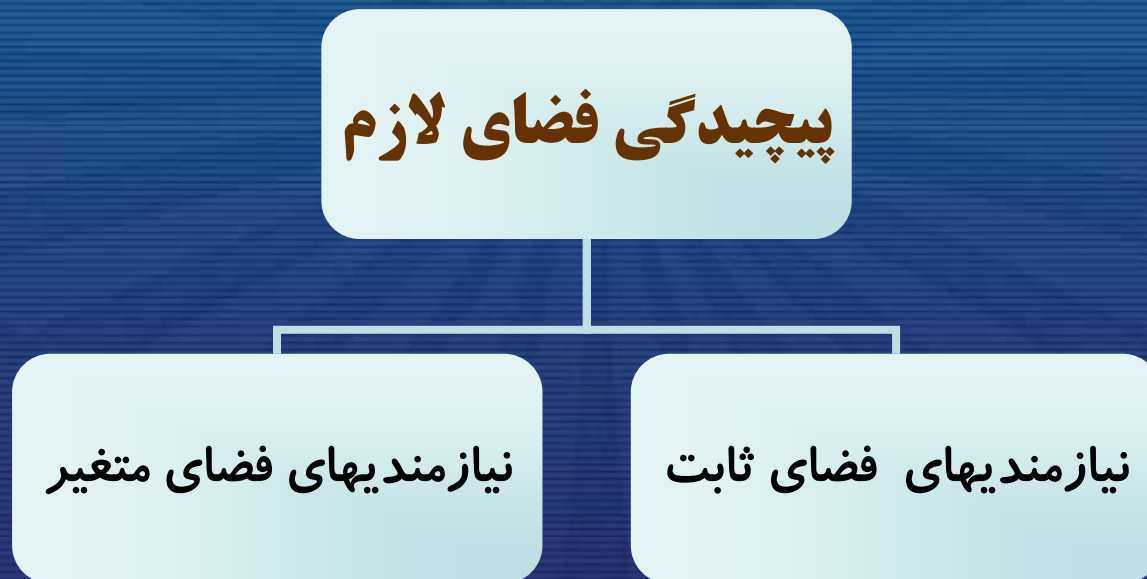 پیچیدگی فضای لازم
نیازمندیهای فضای ثابت
نیازمندیهای فضای متغیر